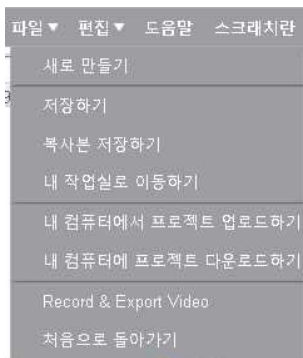 파일▼ 편집▼ 도움말 스크래치란
새로 만들기
저장하기
복사본 저장하기
내 작업실로 이동하기
내 컴퓨터에서 프로젝트 업로드하기
내 컴퓨터에 프로젝트 다운로드하기
Record & Export Video
처음으로 돌아가기